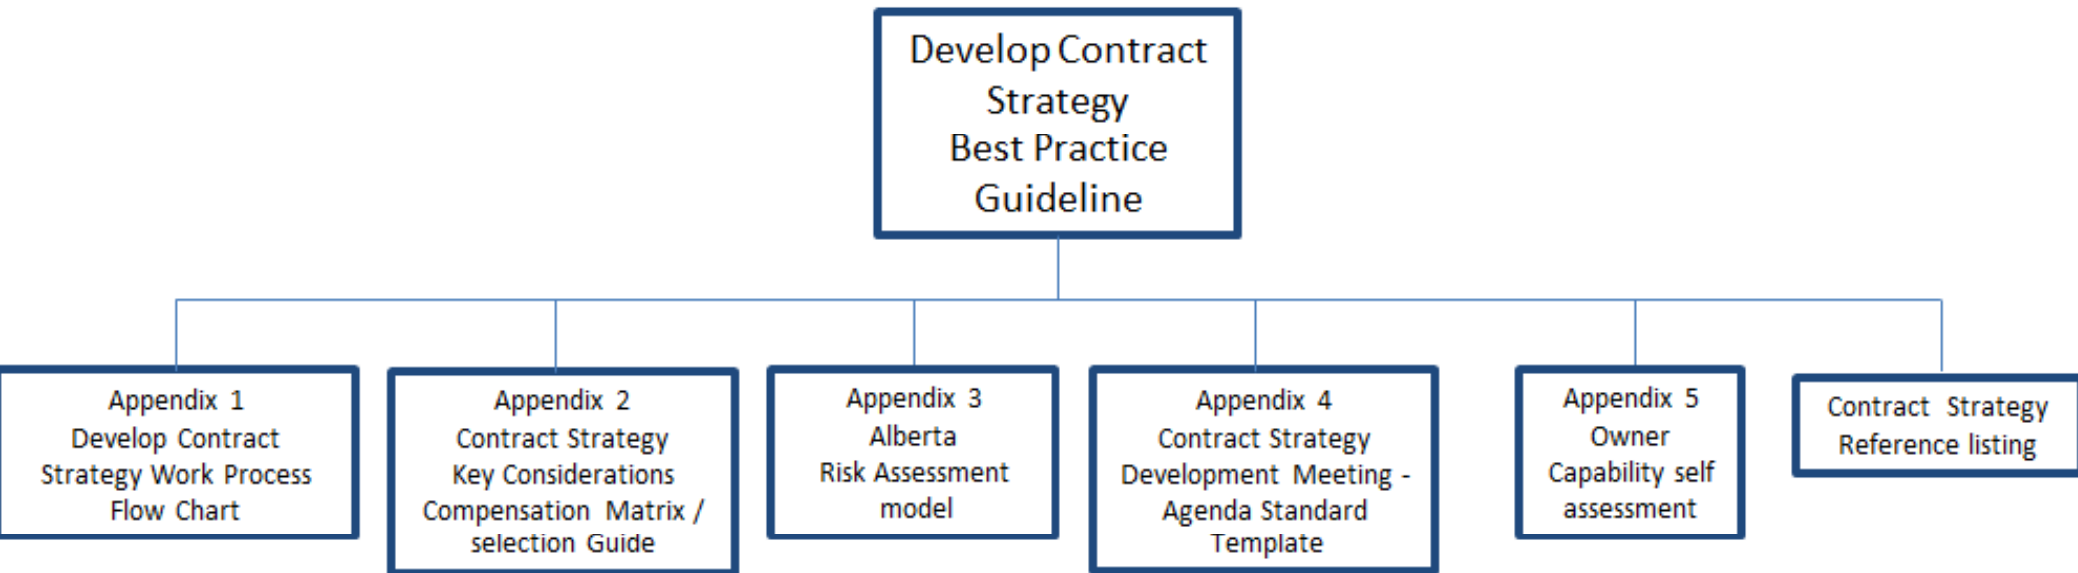 Develop Contract
Strategy
Best Practice
Guideline
Appendix 1
Develop Contract
Strategy Work Process
Flow Chart
Appendix 2
Contract Strategy
Key Considerations
Compensation Matrix /
selection Guide
Appendix 3
Alberta
Risk Assessment
model
Appendix 4
Contract Strategy
Development Meeting -
Agenda Standard
Template
Appendix 5
Owner
Capability self
assessment
Contract Strategy
Reference listing